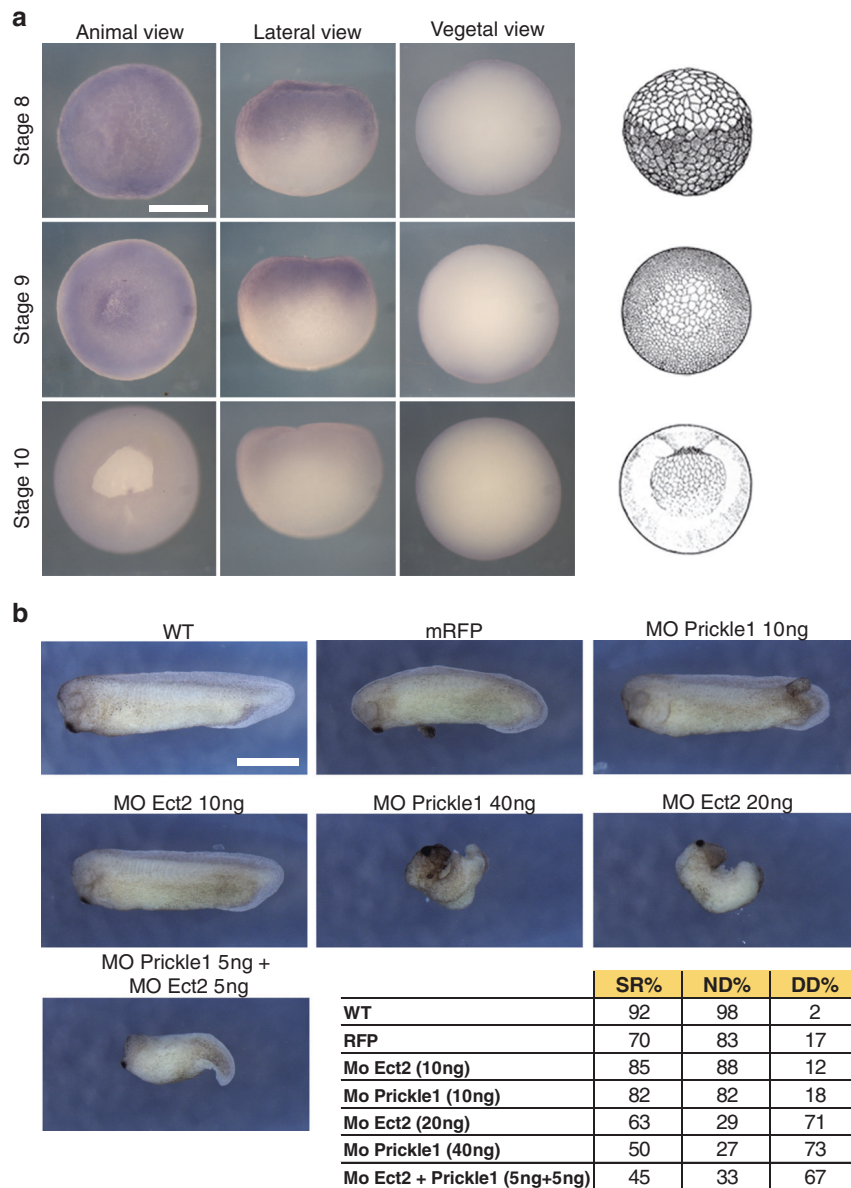 a
Animal view Lateral view Vegetal view
Stage 8
Stage 9
Stage 10
b
WT mRFP MO Prickle1 10ng
MO Ect2 10ng MO Prickle1 40ng MO Ect2 20ng
MO Prickle1 5ng +
MO Ect2 5ng
SR% ND% DD%
WT 92 98 2
RFP 70 83 17
Mo Ect2 (10ng) 85 88 12
Mo Prickle1 (10ng) 82 82 18
Mo Ect2 (20ng) 63 29 71
Mo Prickle1 (40ng) 50 27 73
Mo Ect2 + Prickle1 (5ng+5ng) 45 33 67